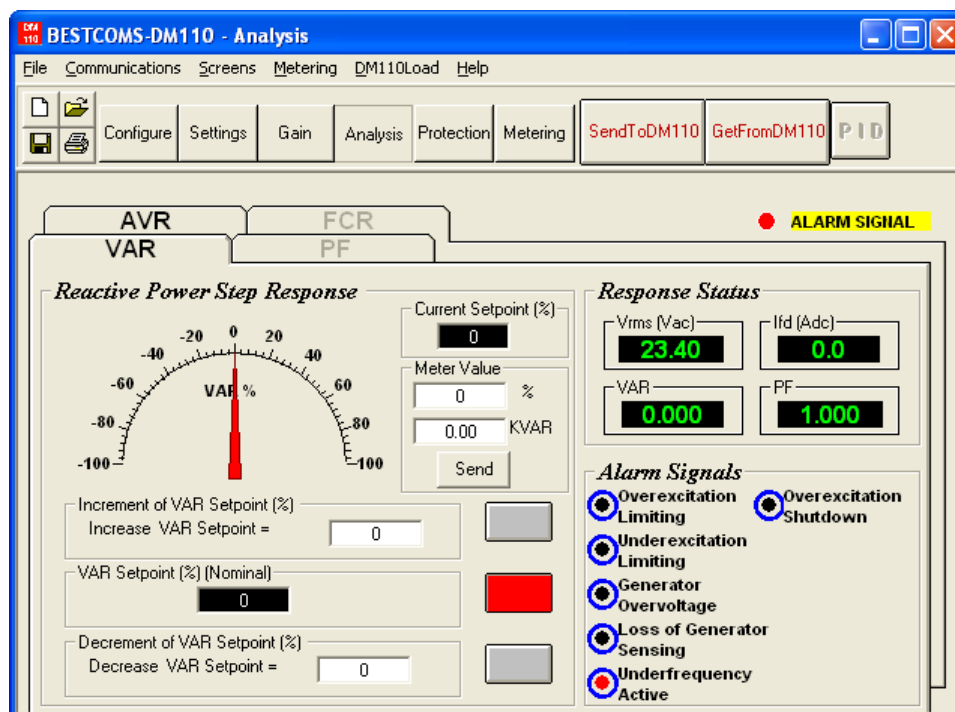 DM 110
BESTCOMS-DM110 - Analysis
File Communications Screens Metering DM110Load Help
Configure Settings Gain Analysis Protection Metering SendToDM110 GetFromDM110 PID
AVR FCR
ALARM SIGNAL
VAR PF
Reactive Power Step Response
-100 -80 -60 -40 -20 0 20 40 60 80 100
VAR %
Current Setpoint (%)
0
Meter Value
0 %
0.00 KVAR
Send
Increment of VAR Setpoint (%)
Increase VAR Setpoint = 0
VAR Setpoint (%) (Nominal)
0
Decrement of VAR Setpoint (%)
Decrease VAR Setpoint = 0
Response Status
Vrms (Vac) Ifd (Adc)
23.40 0.0
VAR PF
0.000 1.000
Alarm Signals
Overexcitation Limiting
Overexcitation Shutdown
Underexcitation Limiting
Generator Overvoltage
Loss of Generator Sensing
Underfrequency Active